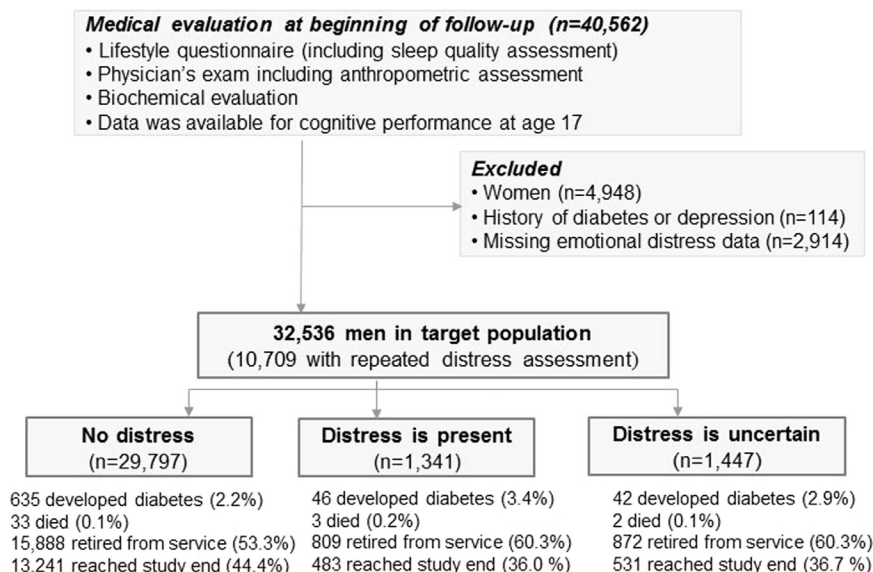 Medical evaluation at beginning of follow-up (n=40,562)
• Lifestyle questionnaire (including sleep quality assessment)
• Physician's exam including anthropometric assessment
• Biochemical evaluation
• Data was available for cognitive performance at age 17
Excluded
• Women (n=4,948)
• History of diabetes or depression (n=114)
• Missing emotional distress data (n=2,914)
32,536 men in target population
(10,709 with repeated distress assessment)
No distress
(n=29,797)
635 developed diabetes (2.2%)
33 died (0.1%)
15,888 retired from service (53.3%)
13,241 reached study end (44.4%)
Distress is present
(n=1,341)
46 developed diabetes (3.4%)
3 died (0.2%)
809 retired from service (60.3%)
483 reached study end (36.0 %)
Distress is uncertain
(n=1,447)
42 developed diabetes (2.9%)
2 died (0.1%)
872 retired from service (60.3%)
531 reached study end (36.7 %)